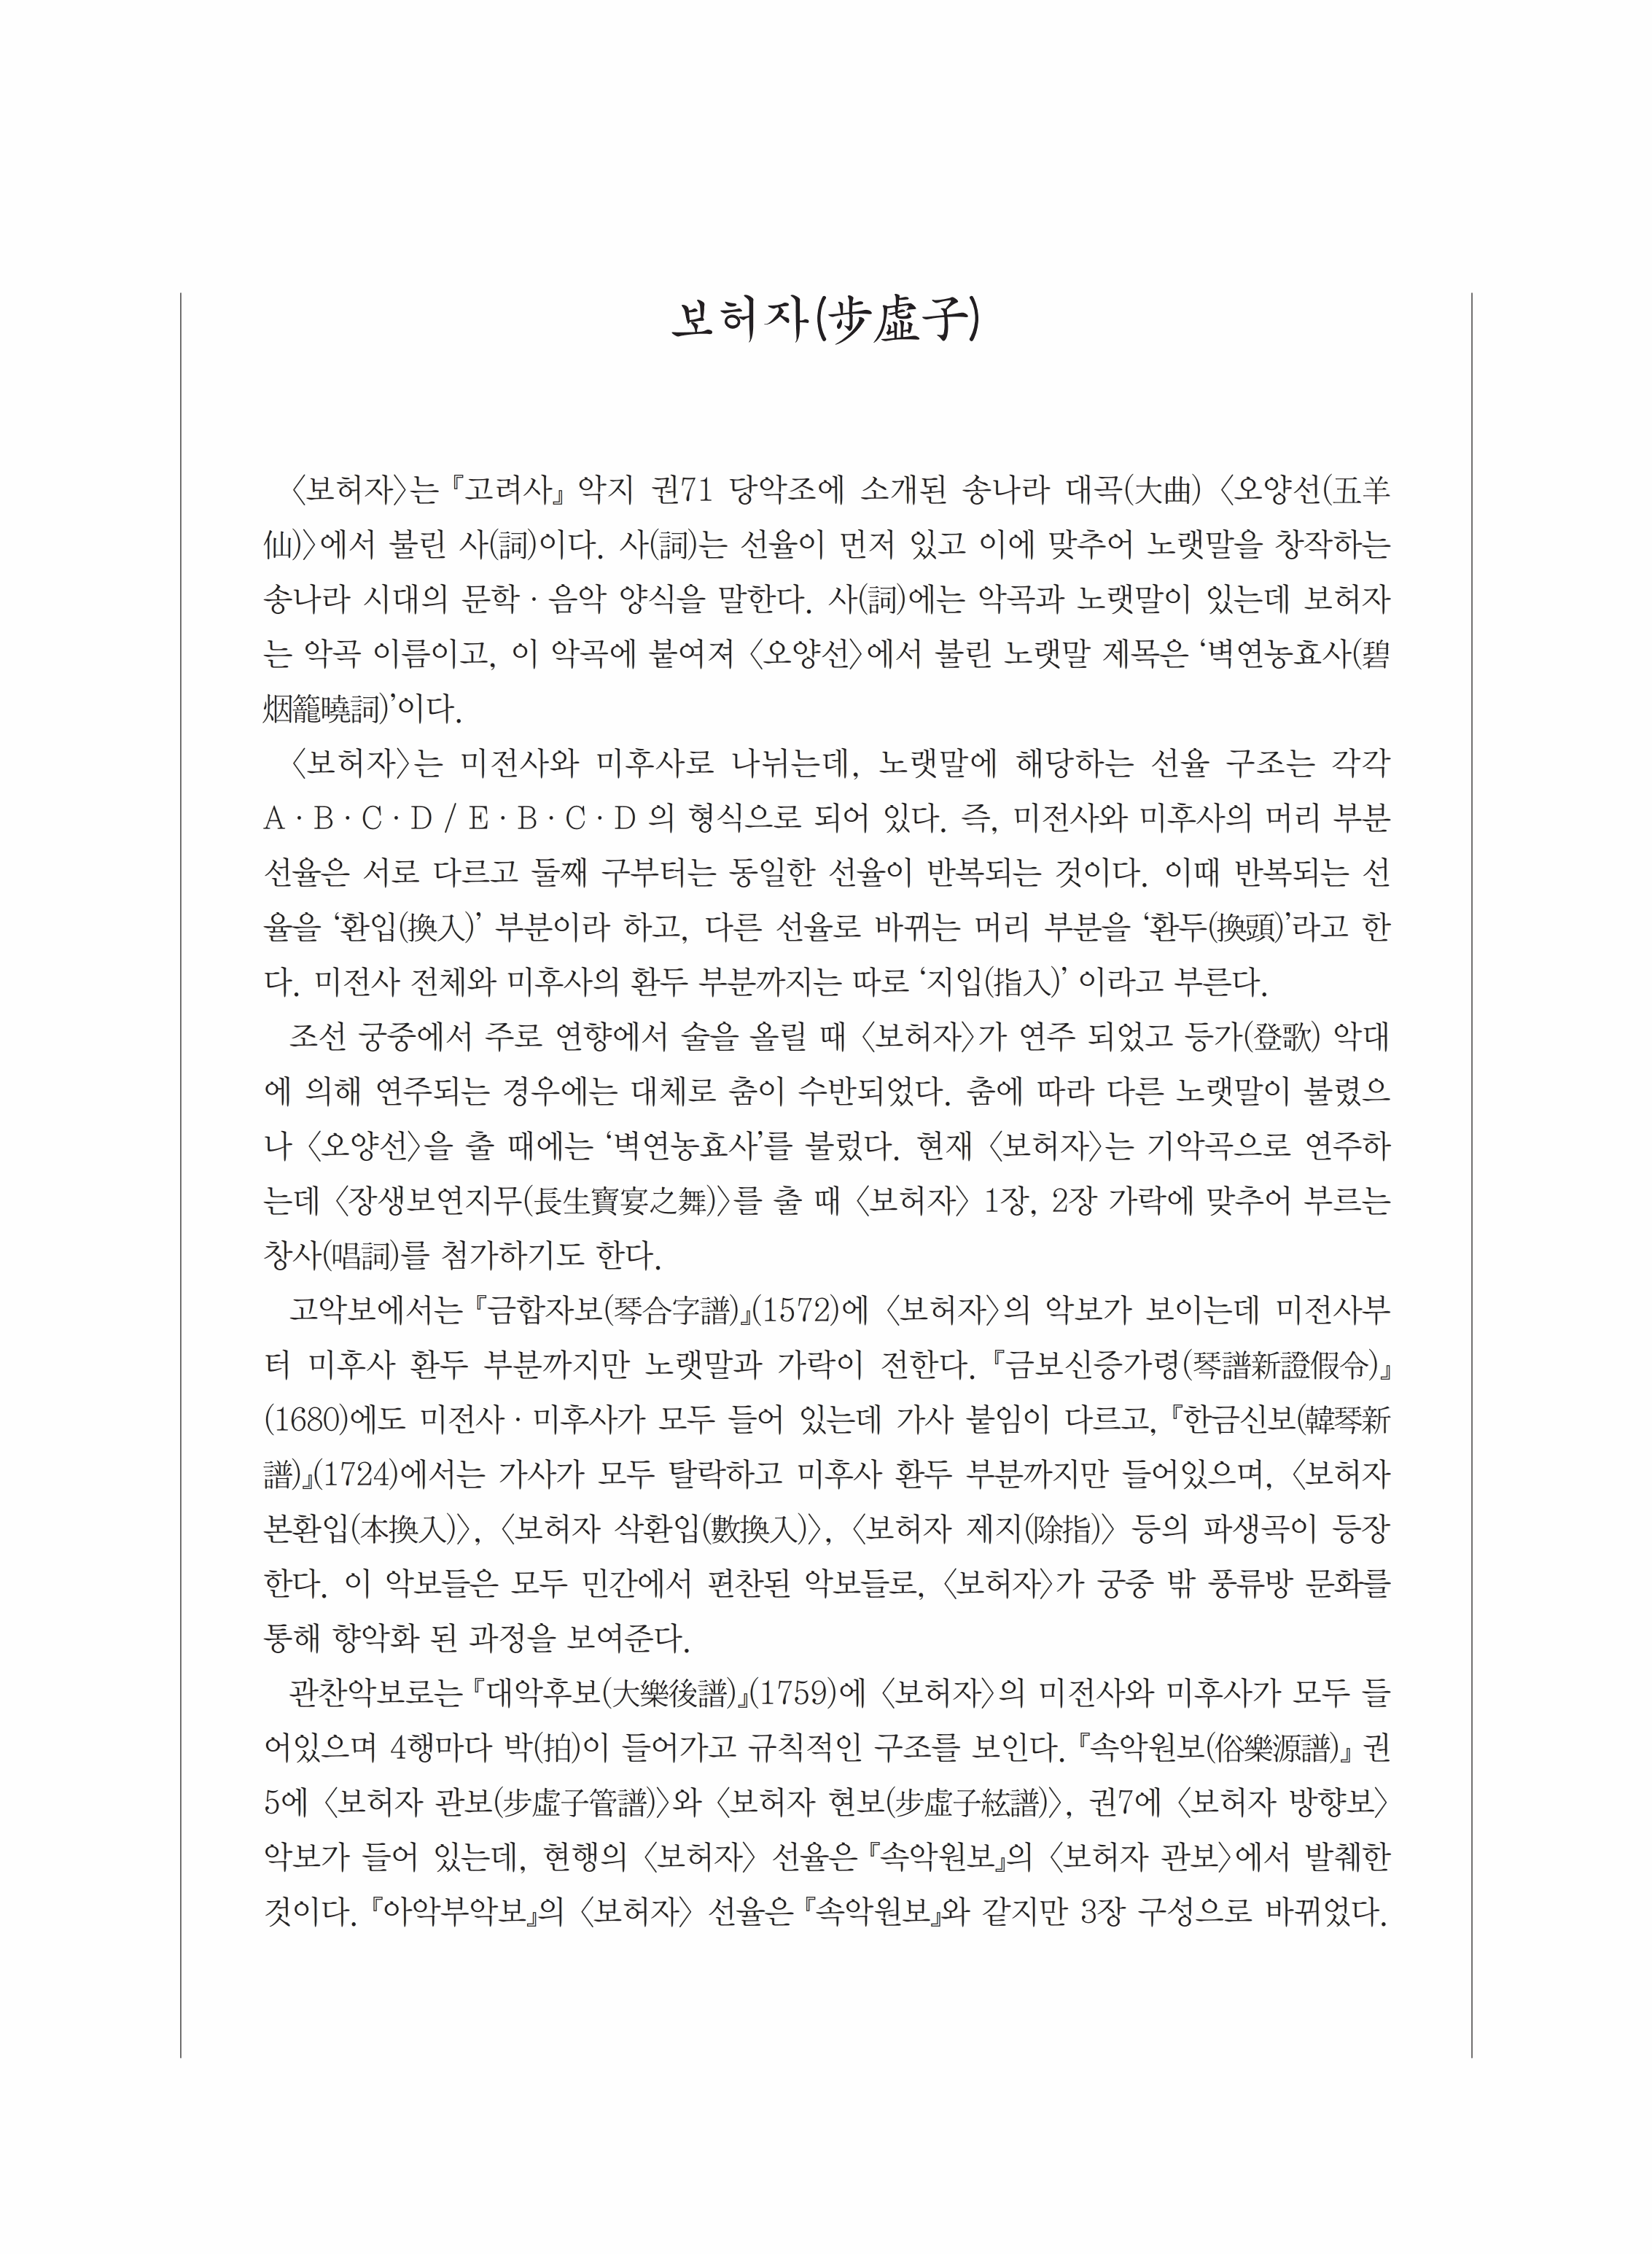 보허자(步虛子)
〈보허자〉는 『고려사』 악지 권71 당악조에 소개된 송나라 대곡(大曲) 〈오양선(五羊
仙)〉에서 불린 사(詞)이다. 사(詞)는 선율이 먼저 있고 이에 맞추어 노랫말을 창작하는
송나라 시대의 문학 · 음악 양식을 말한다. 사(詞)에는 악곡과 노랫말이 있는데 보허자
는 악곡 이름이고, 이 악곡에 붙여져 〈오양선〉에서 불린 노랫말 제목은 ‘벽연농효사(碧
烟籠曉詞)’이다.
〈보허자〉는 미전사와 미후사로 나뉘는데, 노랫말에 해당하는 선율 구조는 각각
A · B · C · D / E · B · C · D 의 형식으로 되어 있다. 즉, 미전사와 미후사의 머리 부분
선율은 서로 다르고 둘째 구부터는 동일한 선율이 반복되는 것이다. 이때 반복되는 선
율을 ‘환입(換入)’ 부분이라 하고, 다른 선율로 바뀌는 머리 부분을 ‘환두(換頭)’라고 한
다. 미전사 전체와 미후사의 환두 부분까지는 따로 ‘지입(指入)’ 이라고 부른다.
조선 궁중에서 주로 연향에서 술을 올릴 때 〈보허자〉가 연주 되었고 등가(登歌) 악대
에 의해 연주되는 경우에는 대체로 춤이 수반되었다. 춤에 따라 다른 노랫말이 불렸으
나 〈오양선〉을 출 때에는 ‘벽연농효사’를 불렀다. 현재 〈보허자〉는 기악곡으로 연주하
는데 〈장생보연지무(長生寶宴之舞)〉를 출 때 〈보허자〉 1장, 2장 가락에 맞추어 부르는
창사(唱詞)를 첨가하기도 한다.
고악보에서는 『금합자보(琴合字譜)』(1572)에 〈보허자〉의 악보가 보이는데 미전사부
터 미후사 환두 부분까지만 노랫말과 가락이 전한다. 『금보신증가령(琴譜新證假令)』
(1680)에도 미전사 · 미후사가 모두 들어 있는데 가사 붙임이 다르고, 『한금신보(韓琴新
譜)』(1724)에서는 가사가 모두 탈락하고 미후사 환두 부분까지만 들어있으며, 〈보허자
본환입(本換入)〉, 〈보허자 삭환입(數換入)〉, 〈보허자 제지(除指)〉 등의 파생곡이 등장
한다. 이 악보들은 모두 민간에서 편찬된 악보들로, 〈보허자〉가 궁중 밖 풍류방 문화를
통해 향악화 된 과정을 보여준다.
관찬악보로는 『대악후보(大樂後譜)』(1759)에 〈보허자〉의 미전사와 미후사가 모두 들
어있으며 4행마다 박(拍)이 들어가고 규칙적인 구조를 보인다. 『속악원보(俗樂源譜)』 권
5에 〈보허자 관보(步虛子管譜)〉와 〈보허자 현보(步虛子絃譜)〉, 권7에 〈보허자 방향보〉
악보가 들어 있는데, 현행의 〈보허자〉 선율은 『속악원보』의 〈보허자 관보〉에서 발췌한
것이다. 『아악부악보』의 〈보허자〉 선율은 『속악원보』와 같지만 3장 구성으로 바뀌었다.